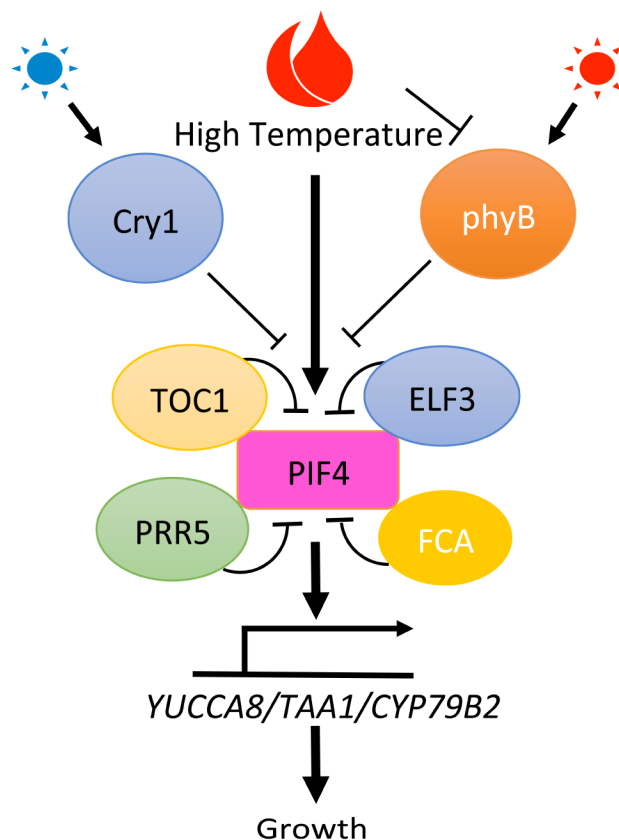 High Temperature
Cry1
phyB
TOC1
ELF3
PIF4
PRR5
FCA
YUCCA8/TAA1/CYP79B2
Growth